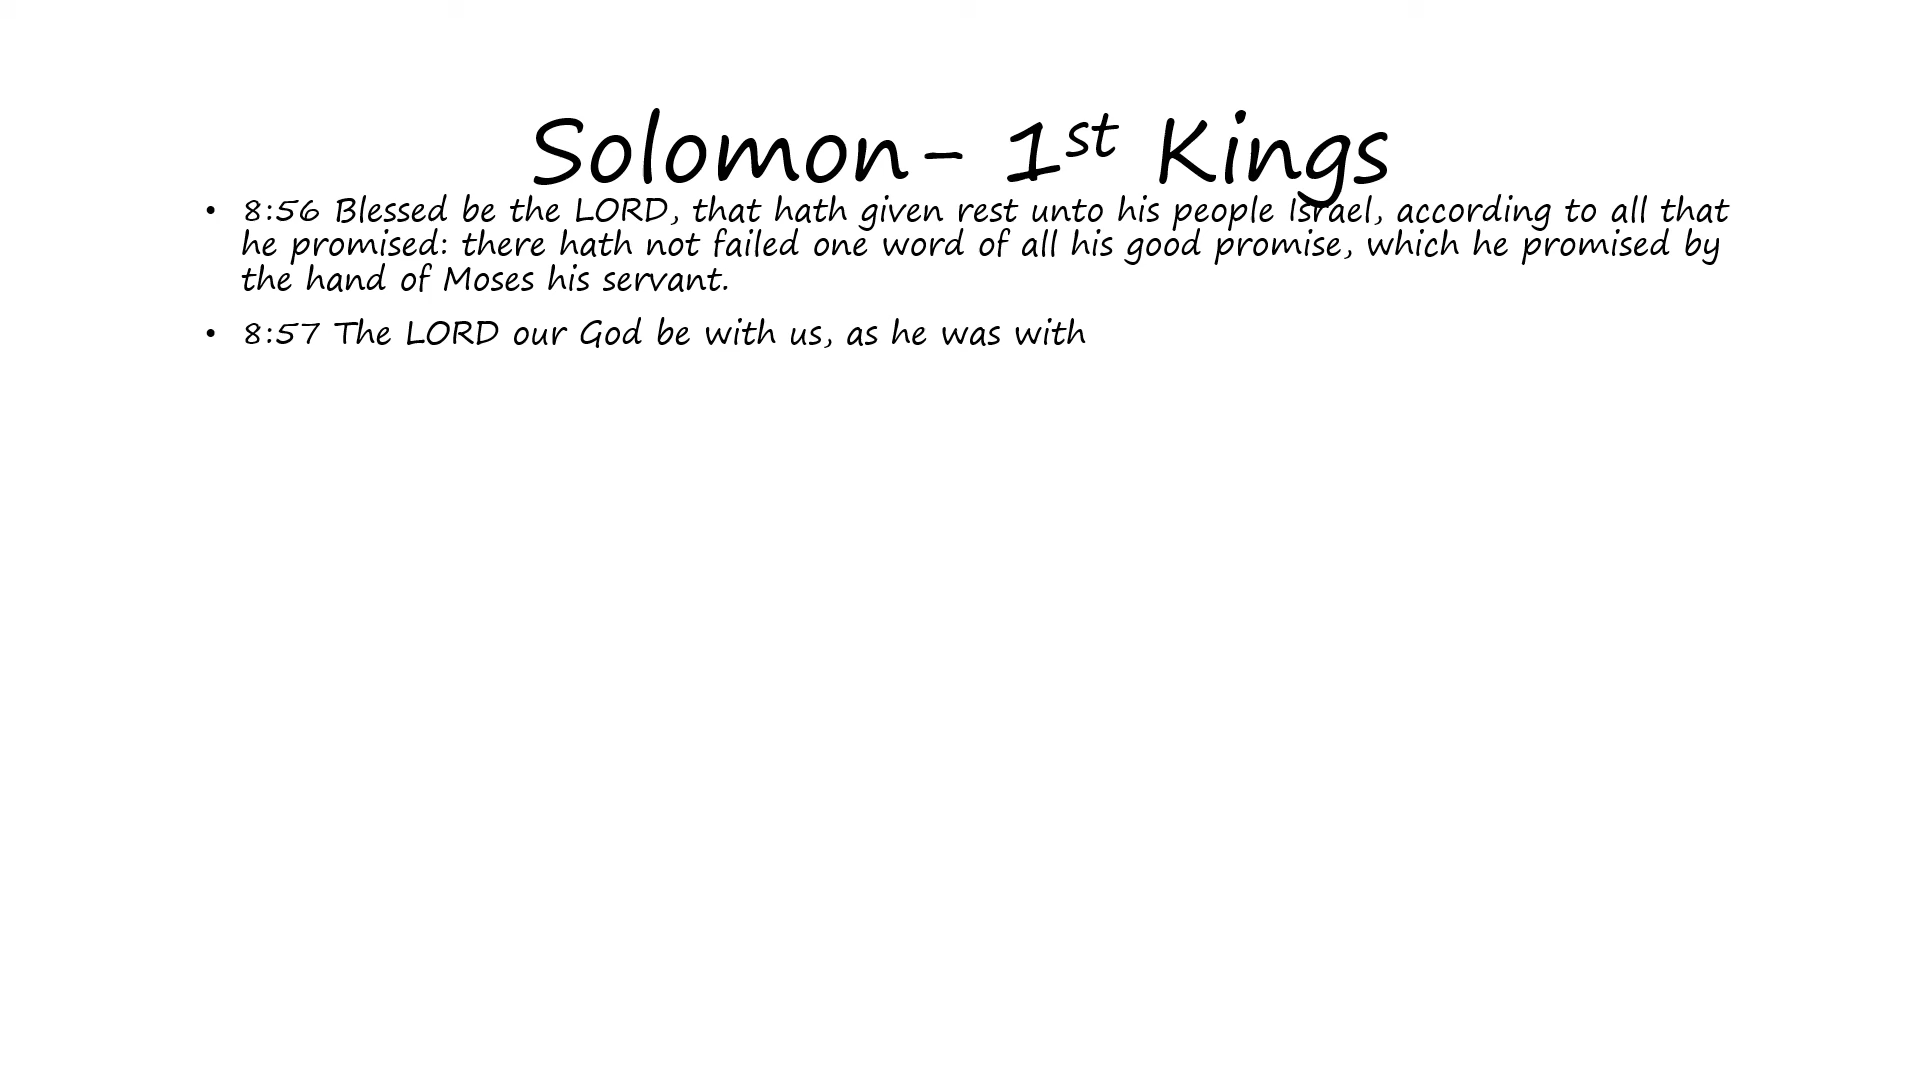 Solomon- 1st Kings
• 8:56 Blessed be the LORD, that hath given rest unto his people Israel, according to all that
he promised: there hath not failed one word of all his good promise, which he promised by
the hand of Moses his servant.
• 8:57 The LORD our God be with us, as he was with